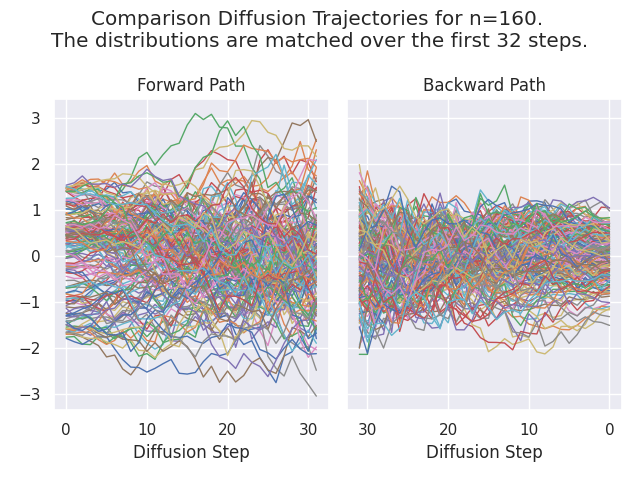 Comparison Diffusion Trajectories for n=160.
The distributions are matched over the first 32 steps.
Forward Path
Backward Path
3
2
1
0
−1
−2
−3
0 10 20 30
30 20 10 0
Diffusion Step
Diffusion Step